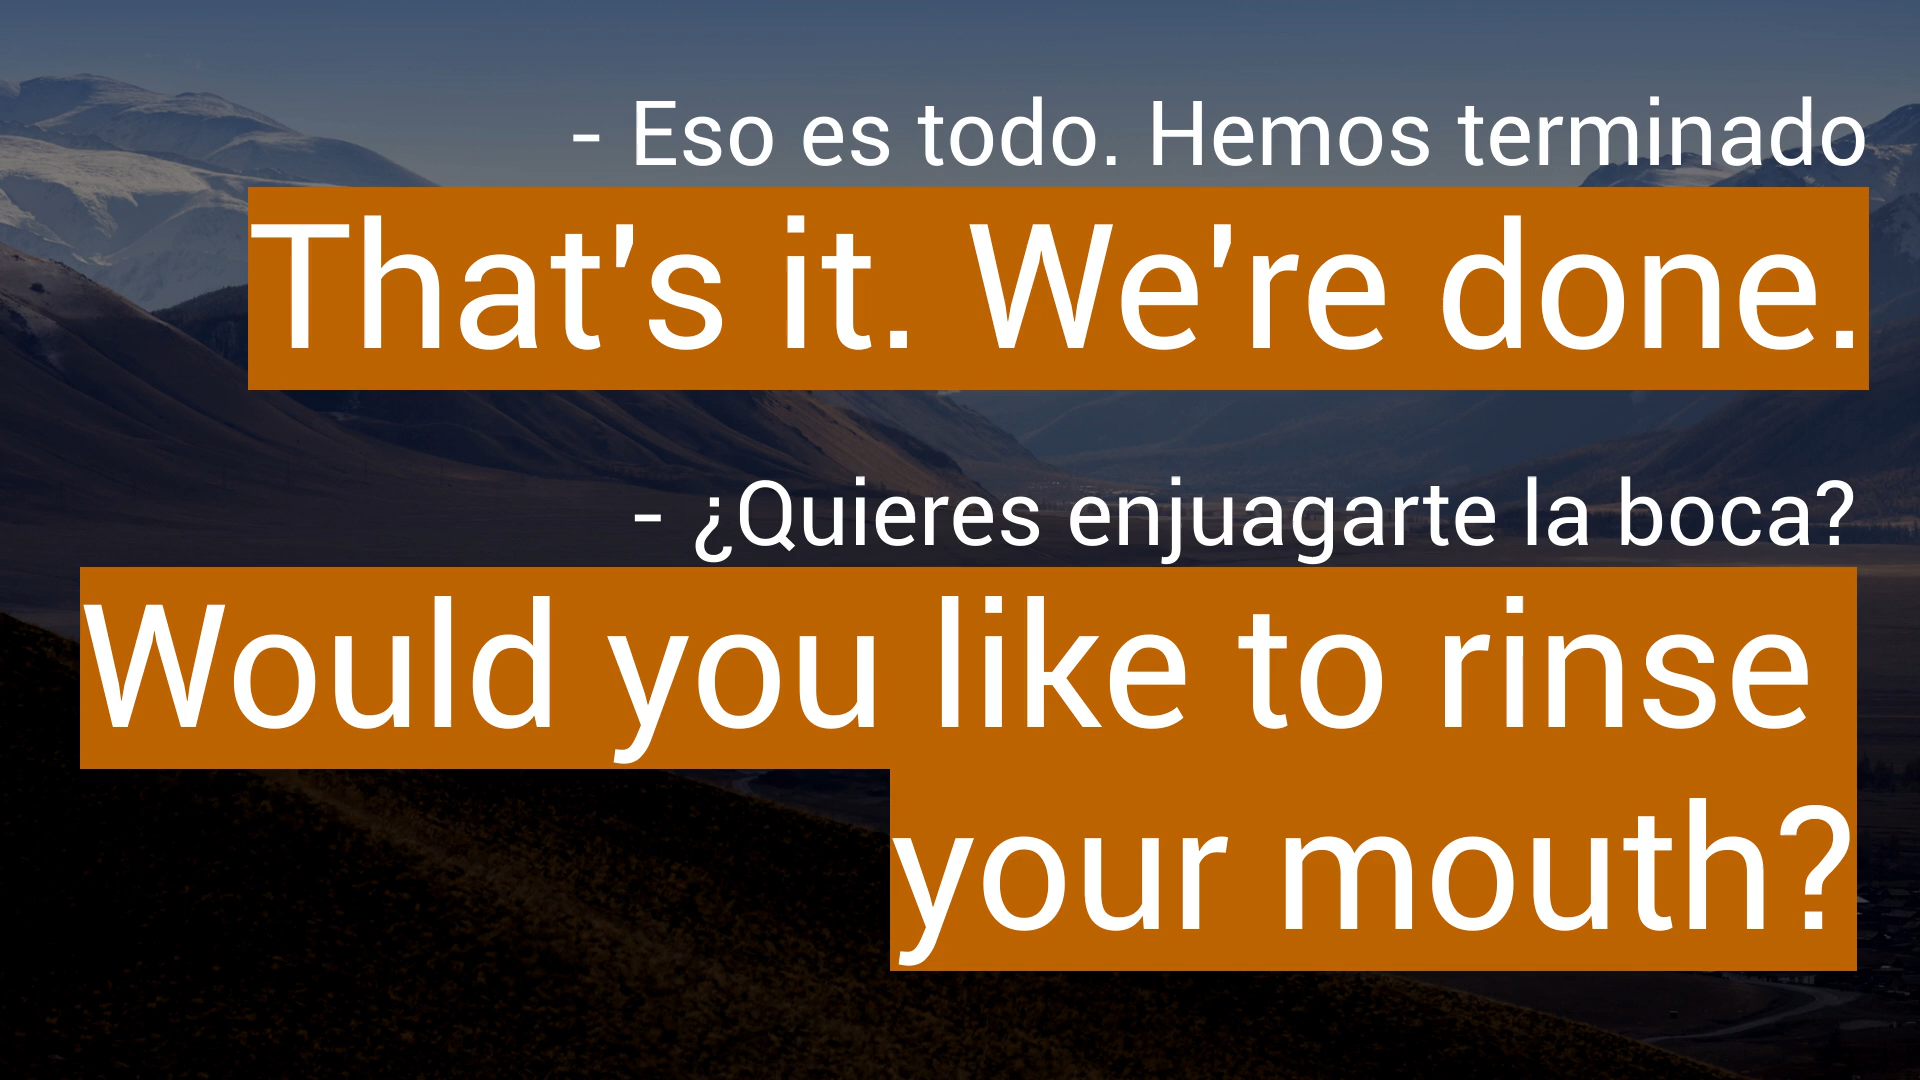 - Eso es todo. Hemos terminado
That's it. We're done.
- ¿Quieres enjuagarte la boca?
Would you like to rinse
your mouth?